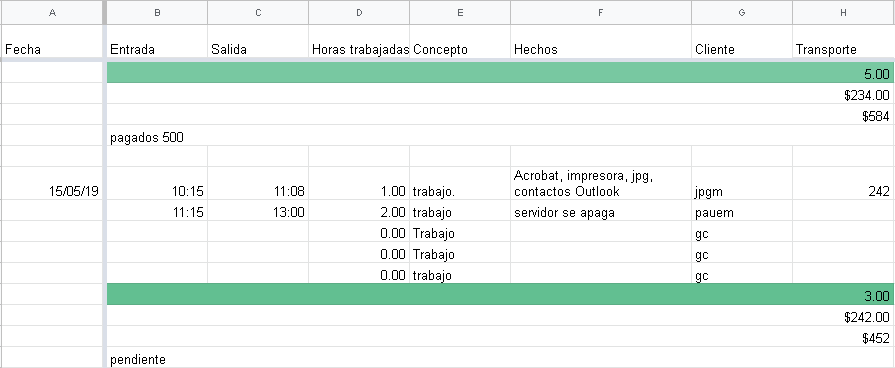 A B C D E F G H
Fecha Entrada Salida Horas trabajadas Concepto Hechos Cliente Transporte
5.00
$234.00
$584
pagados 500
Acrobat, impresora, jpg,
15/05/19 10:15 11:08 1.00 trabajo. contactos Outlook jpgm 242
11:15 13:00 2.00 trabajo servidor se apaga pauem
0.00 Trabajo gc
0.00 Trabajo gc
0.00 trabajo gc
3.00
$242.00
$452
pendiente